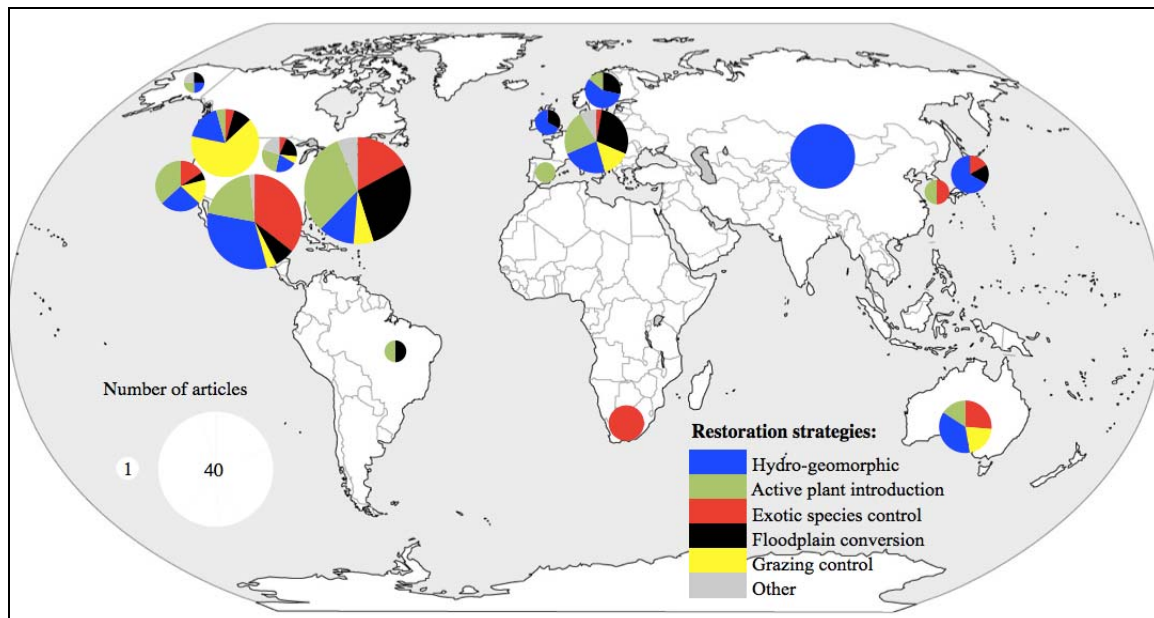 Number of articles
1
40
Restoration strategies:
Hydro-geomorphic
Active plant introduction
Exotic species control
Floodplain conversion
Grazing control
Other